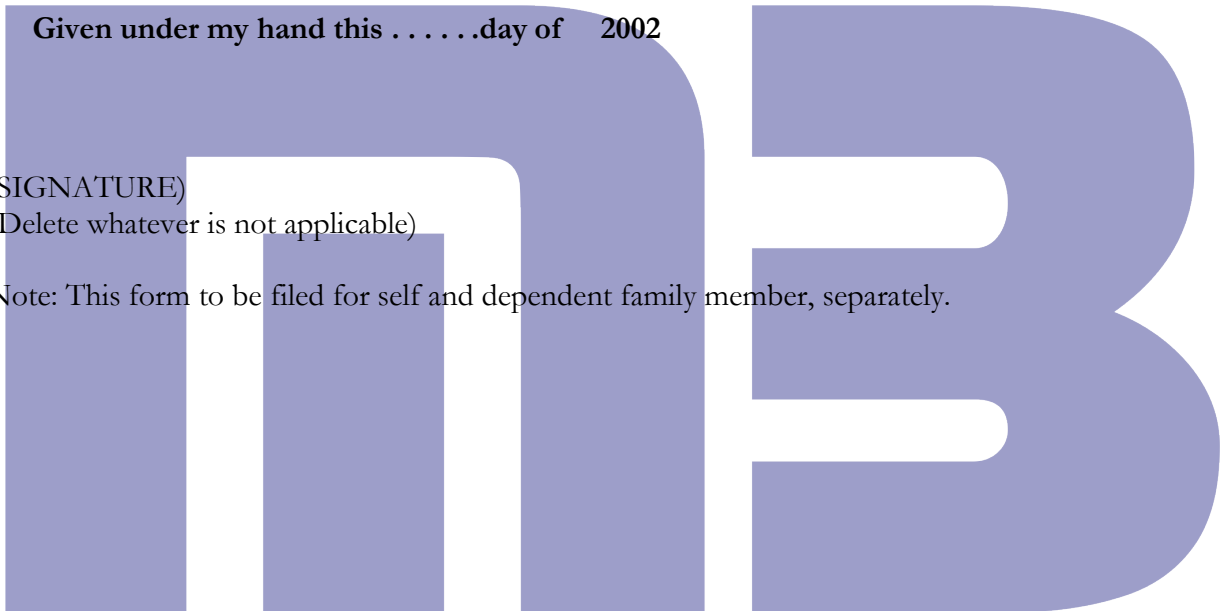 Given under my hand this . . . . . .day of 2002
SIGNATURE)
Delete whatever is not applicable)
Note: This form to be filed for self and dependent family member, separately.